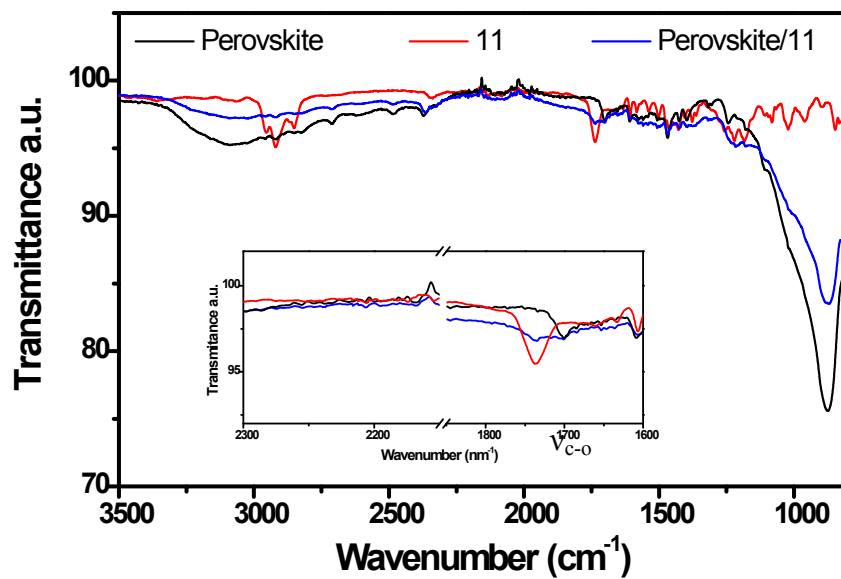 Perovskite 11 Perovskite/11
Transmittance a.u.
100
90
80
70
3500 3000 2500 2000 1500 1000
Wavenumber (cm⁻¹)
Transmitance a.u.
100
95
2300 2200 1800 1700 1600
Wavenumber (nm⁻¹)
νc-o